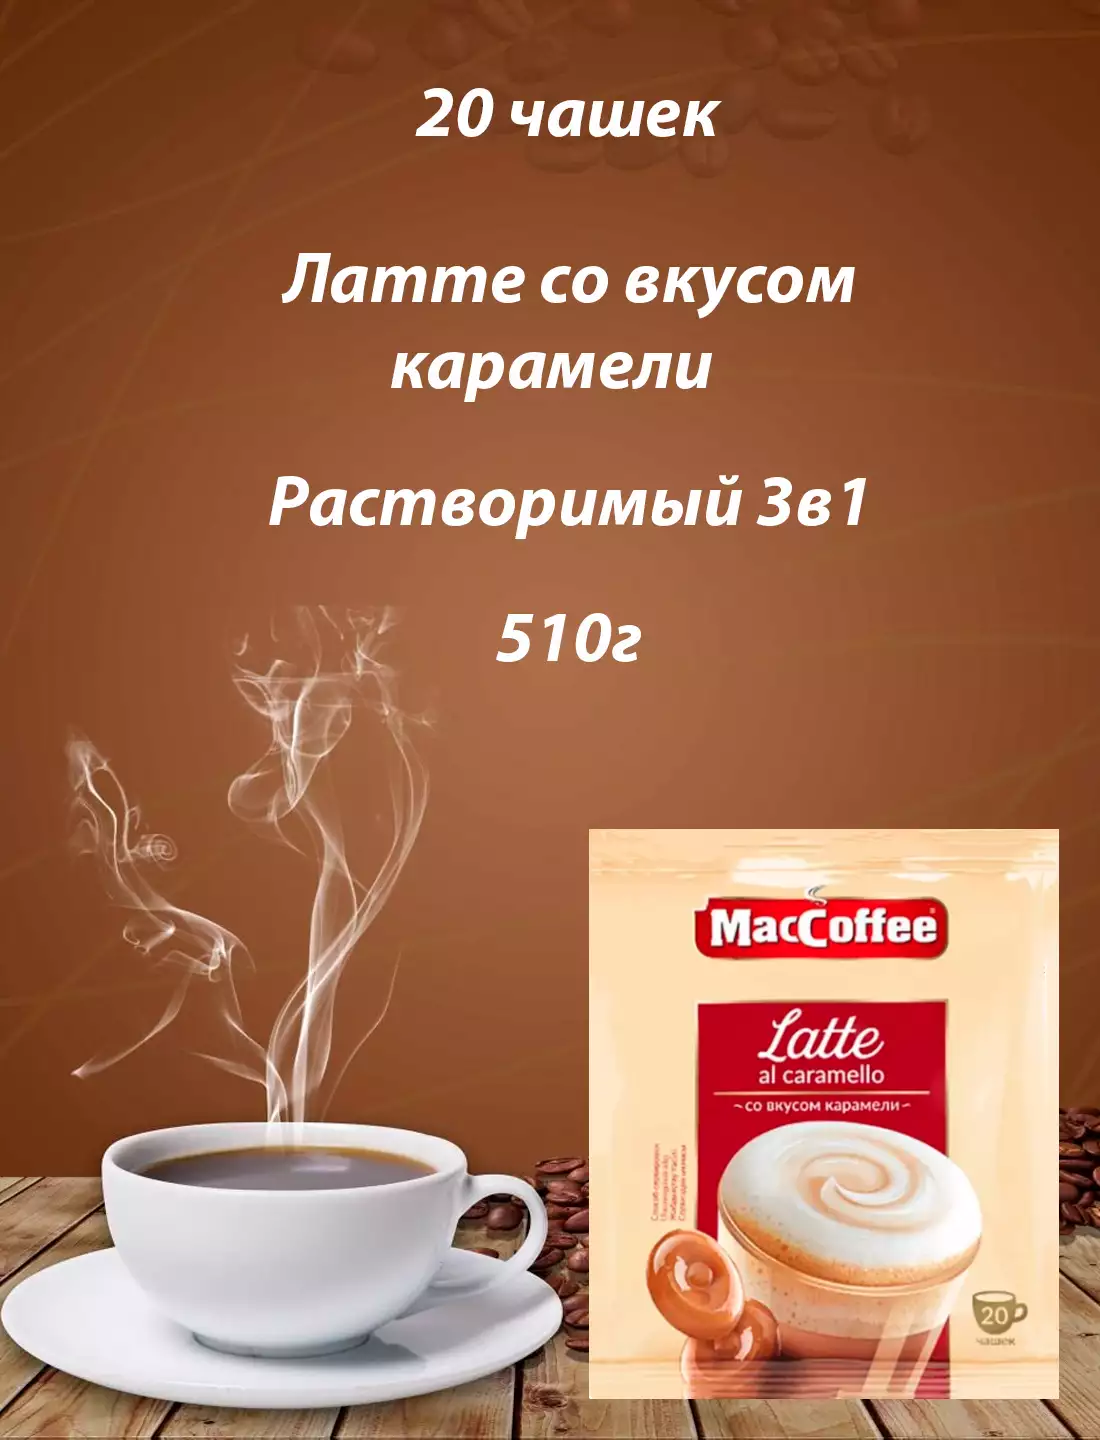 20 чашек
Латте со вкусом
карамели
Растворимый 3в1
510г
MacCoffee
Latte
al caramello
~со вкусом карамели~
20
чашек